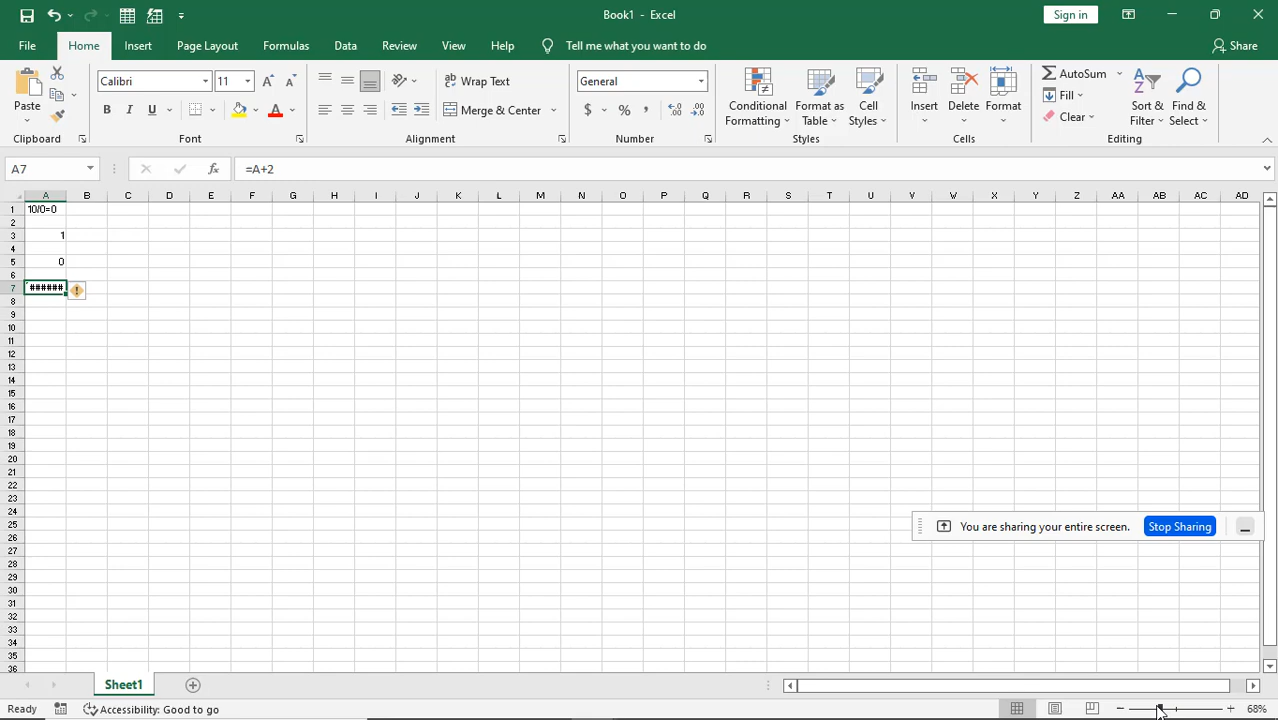 Book1 - Excel
Sign in
File Home Insert Page Layout Formulas Data Review View Help Tell me what you want to do Share
Paste
Calibri 11
B I U A
Wrap Text
Merge & Center
General
$ % ,
Conditional Formatting
Format as Table
Cell Styles
Insert Delete Format
AutoSum
Fill
Clear
Sort & Filter
Find & Select
Clipboard Font Alignment Number Styles Cells Editing
A7 fx =A+2
A B C D E F G H I J K L M N O P Q R S T U V W X Y Z AA AB AC AD
1 10/0=0
2
3 1
4
5 0
6
7 ######
8
9
10
11
12
13
14
15
16
17
18
19
20
21
22
23
24
25
26
27
28
29
30
31
32
33
34
35
36
You are sharing your entire screen. Stop Sharing
Sheet1
Ready Accessibility: Good to go 68%